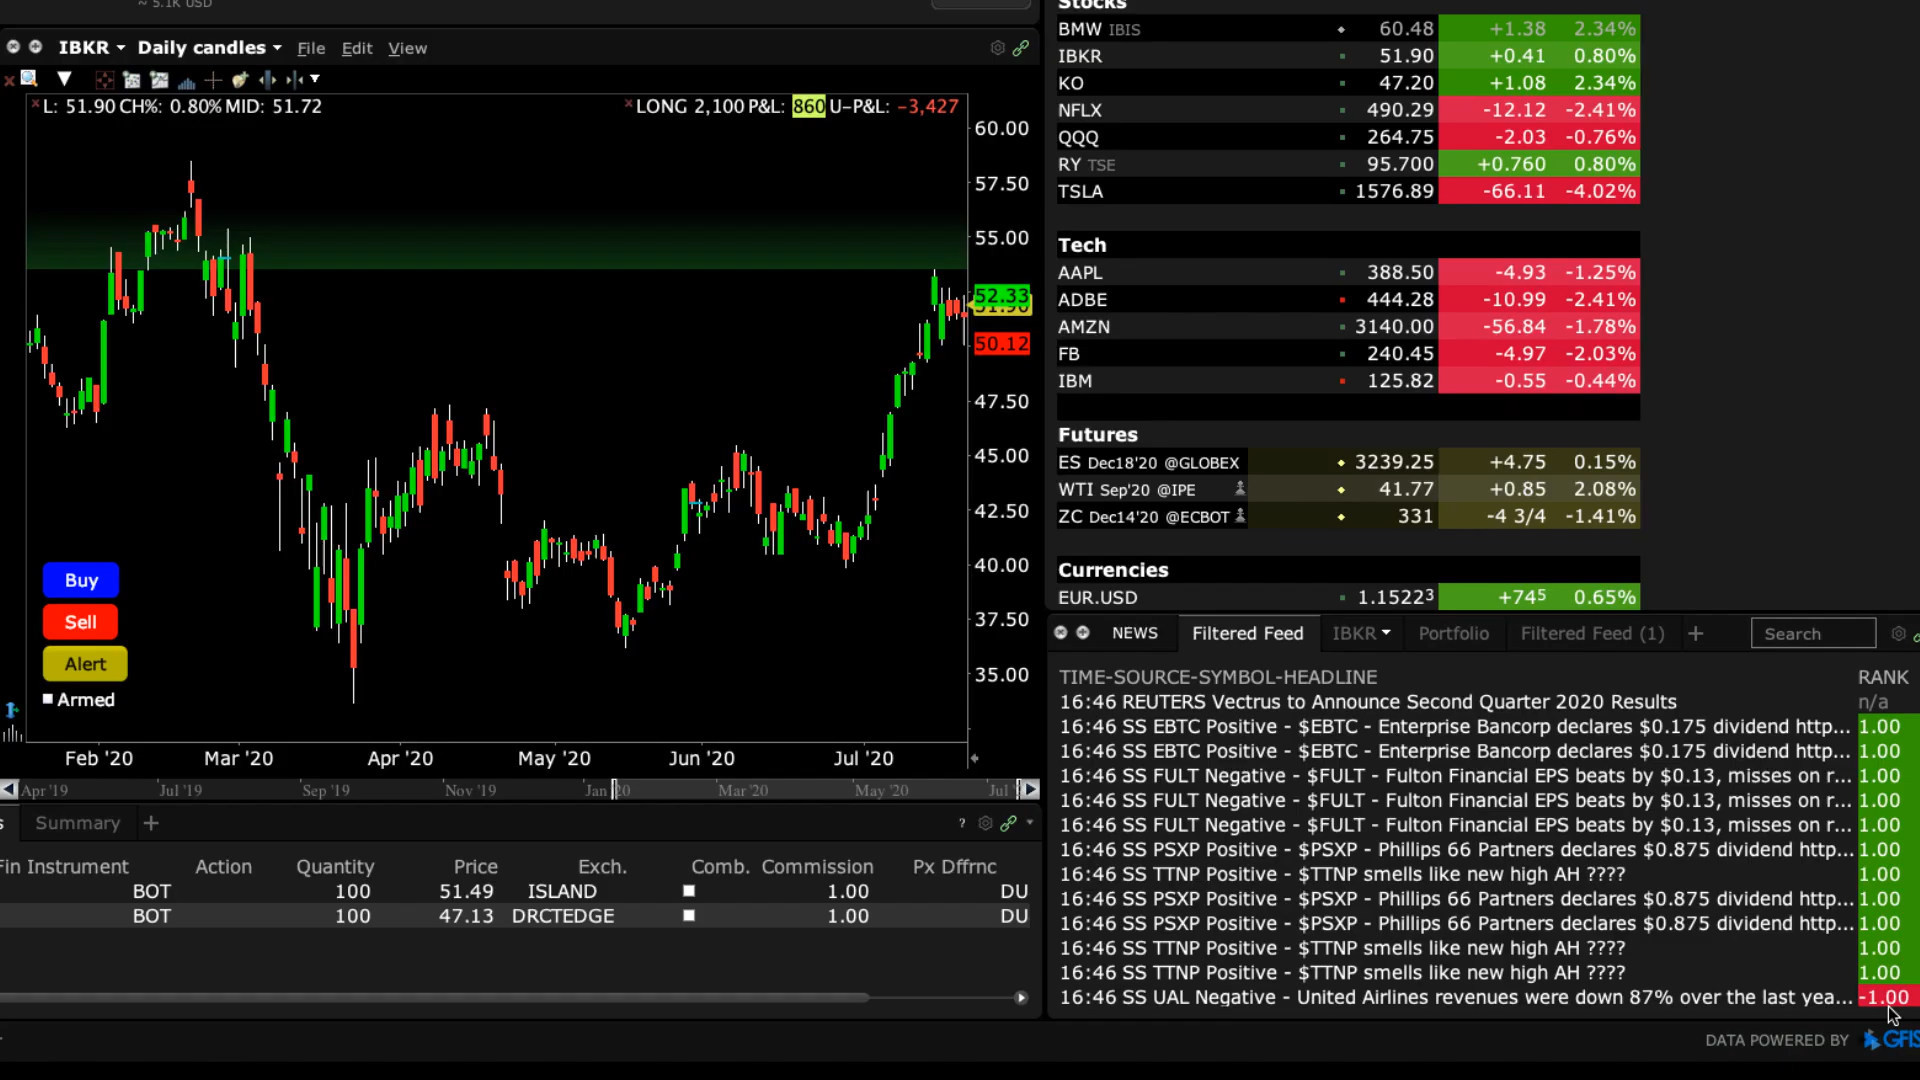 ~ 5.1K USD
IBKR Daily candles File Edit View
L: 51.90 CH%: 0.80% MID: 51.72
LONG 2,100 P&L: 860 U-P&L: -3,427
60.00
57.50
55.00
52.33
51.90
50.12
47.50
45.00
42.50
40.00
37.50
35.00
Buy
Sell
Alert
Armed
Feb '20 Mar '20 Apr '20 May '20 Jun '20 Jul '20
Apr '19 Jul '19 Sep '19 Nov '19 Jan '20 Mar '20 May '20 Jul
s Summary + ?
Fin Instrument Action Quantity Price Exch. Comb. Commission Px Dffrnc
BOT 100 51.49 ISLAND 1.00 DU
BOT 100 47.13 DRCTEDGE 1.00 DU
Stocks
BMW IBIS 60.48 +1.38 2.34%
IBKR 51.90 +0.41 0.80%
KO 47.20 +1.08 2.34%
NFLX 490.29 -12.12 -2.41%
QQQ 264.75 -2.03 -0.76%
RY TSE 95.700 +0.760 0.80%
TSLA 1576.89 -66.11 -4.02%
Tech
AAPL 388.50 -4.93 -1.25%
ADBE 444.28 -10.99 -2.41%
AMZN 3140.00 -56.84 -1.78%
FB 240.45 -4.97 -2.03%
IBM 125.82 -0.55 -0.44%
Futures
ES Dec18'20 @GLOBEX 3239.25 +4.75 0.15%
WTI Sep'20 @IPE 41.77 +0.85 2.08%
ZC Dec14'20 @ECBOT 331 -4 3/4 -1.41%
Currencies
EUR.USD 1.15223 +745 0.65%
NEWS Filtered Feed IBKR Portfolio Filtered Feed (1) + Search
TIME-SOURCE-SYMBOL-HEADLINE RANK
16:46 REUTERS Vectrus to Announce Second Quarter 2020 Results n/a
16:46 SS EBTC Positive - $EBTC - Enterprise Bancorp declares $0.175 dividend http... 1.00
16:46 SS EBTC Positive - $EBTC - Enterprise Bancorp declares $0.175 dividend http... 1.00
16:46 SS FULT Negative - $FULT - Fulton Financial EPS beats by $0.13, misses on r... 1.00
16:46 SS FULT Negative - $FULT - Fulton Financial EPS beats by $0.13, misses on r... 1.00
16:46 SS FULT Negative - $FULT - Fulton Financial EPS beats by $0.13, misses on r... 1.00
16:46 SS PSXP Positive - $PSXP - Phillips 66 Partners declares $0.875 dividend http... 1.00
16:46 SS TTNP Positive - $TTNP smells like new high AH ???? 1.00
16:46 SS PSXP Positive - $PSXP - Phillips 66 Partners declares $0.875 dividend http... 1.00
16:46 SS PSXP Positive - $PSXP - Phillips 66 Partners declares $0.875 dividend http... 1.00
16:46 SS TTNP Positive - $TTNP smells like new high AH ???? 1.00
16:46 SS TTNP Positive - $TTNP smells like new high AH ???? 1.00
16:46 SS UAL Negative - United Airlines revenues were down 87% over the last yea... -1.00
DATA POWERED BY GFIS